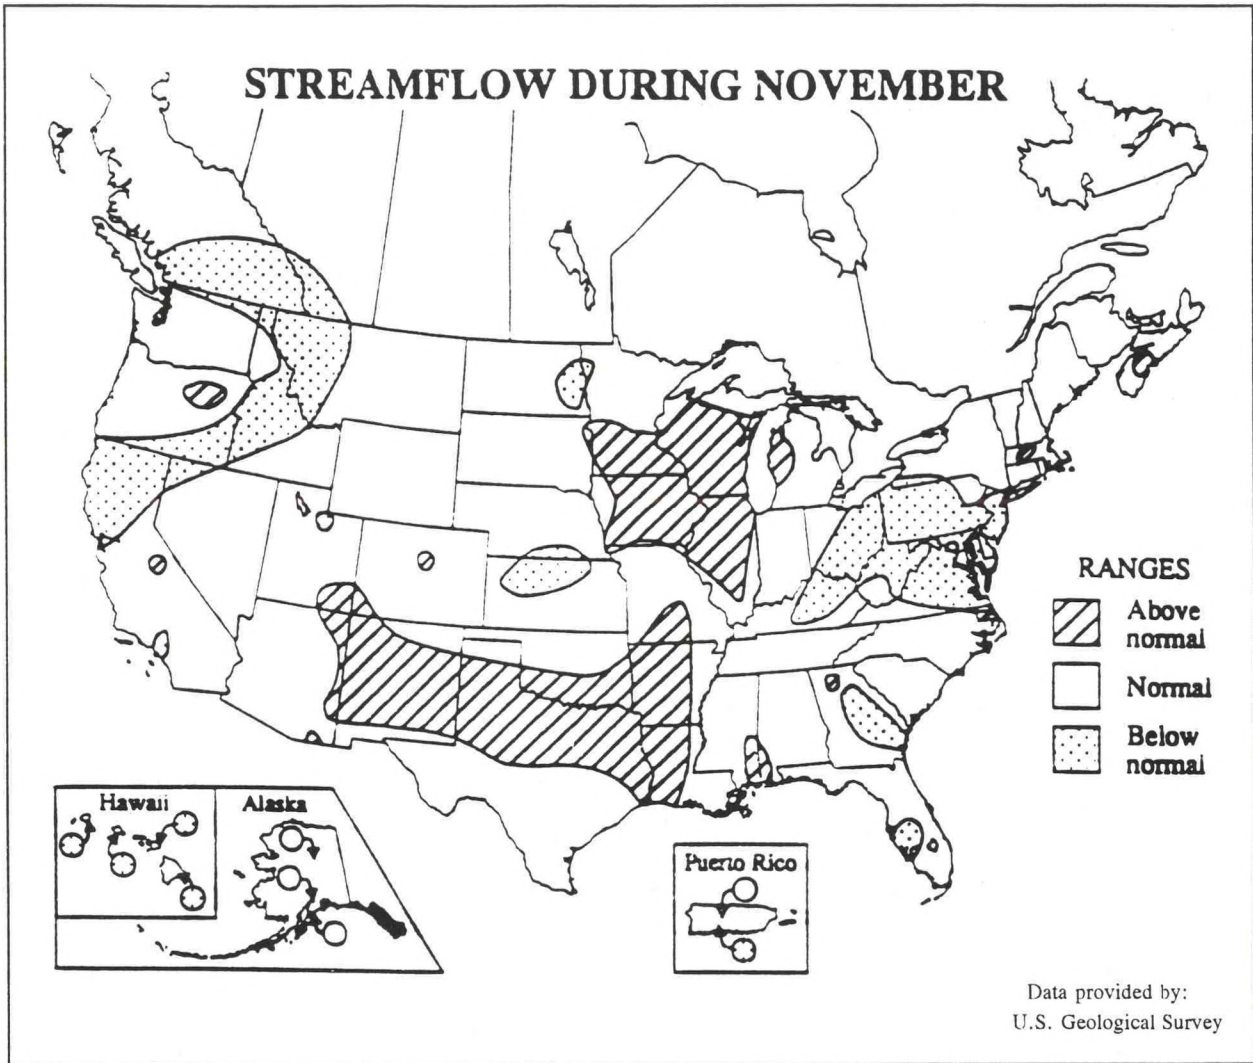 STREAMFLOW DURING NOVEMBER
RANGES
Above
normal
Normal
Below
normal
Hawaii
Alaska
Puerto Rico
Data provided by:
U.S. Geological Survey